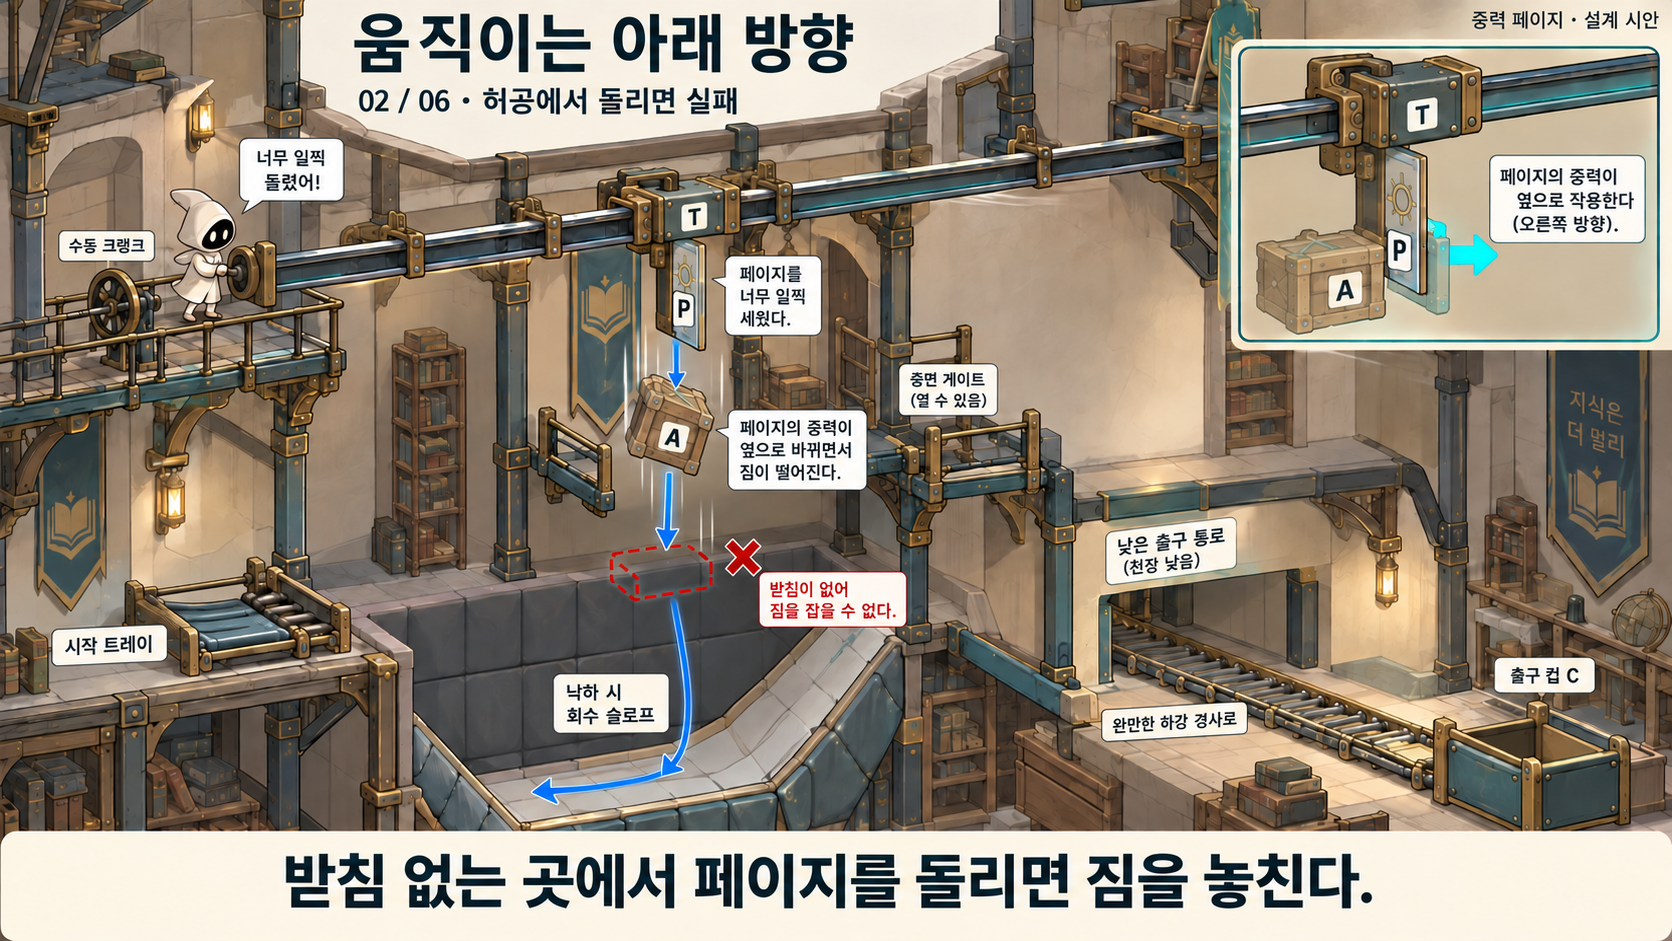 움직이는 아래 방향
02 / 06 • 허공에서 돌리면 실패
중력 페이지 • 설계 시안
너무 일찍
돌렸어!
수동 크랭크
T
P
페이지를
너무 일찍
세웠다.
A
페이지의 중력이
옆으로 바뀌면서
짐이 떨어진다.
T
P
A
페이지의 중력이
옆으로 작용한다
(오른쪽 방향).
중면 게이트
(열 수 있음)
지식은
더 멀리
받침이 없어
짐을 잡을 수 없다.
낮은 출구 통로
(천장 낮음)
시작 트레이
낙하 시
회수 슬로프
완만한 하강 경사로
출구 컵 C
받침 없는 곳에서 페이지를 돌리면 짐을 놓친다.